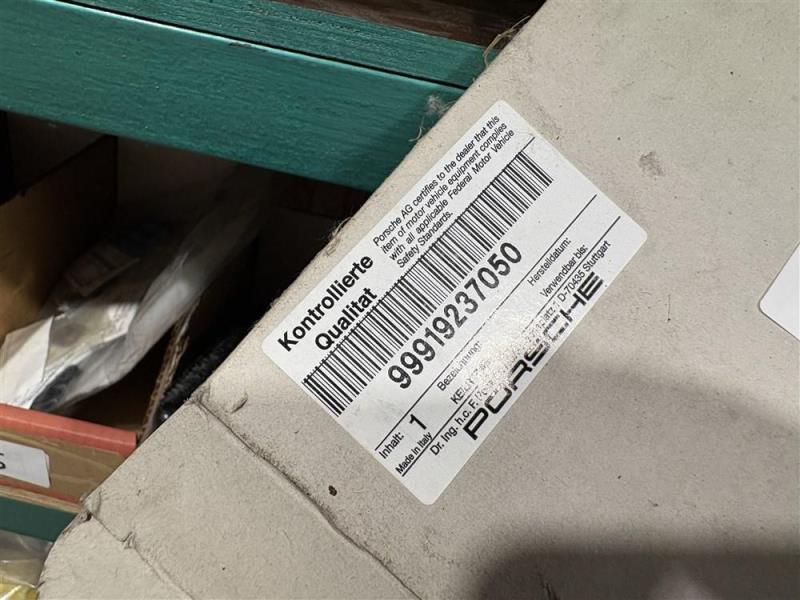 Kontrollierte
Qualität
Porsche AG certifies to the dealer that this
item of motor vehicle equipment complies
with all applicable Federal Motor Vehicle
Safety Standards.
99919237050
Inhalt: 1
Bezeichnung:
Herstelldatum:
Verwendbar bis:
Made in Italy
Dr. Ing. h.c. F. D-70435 Stuttgart
PORSCHE